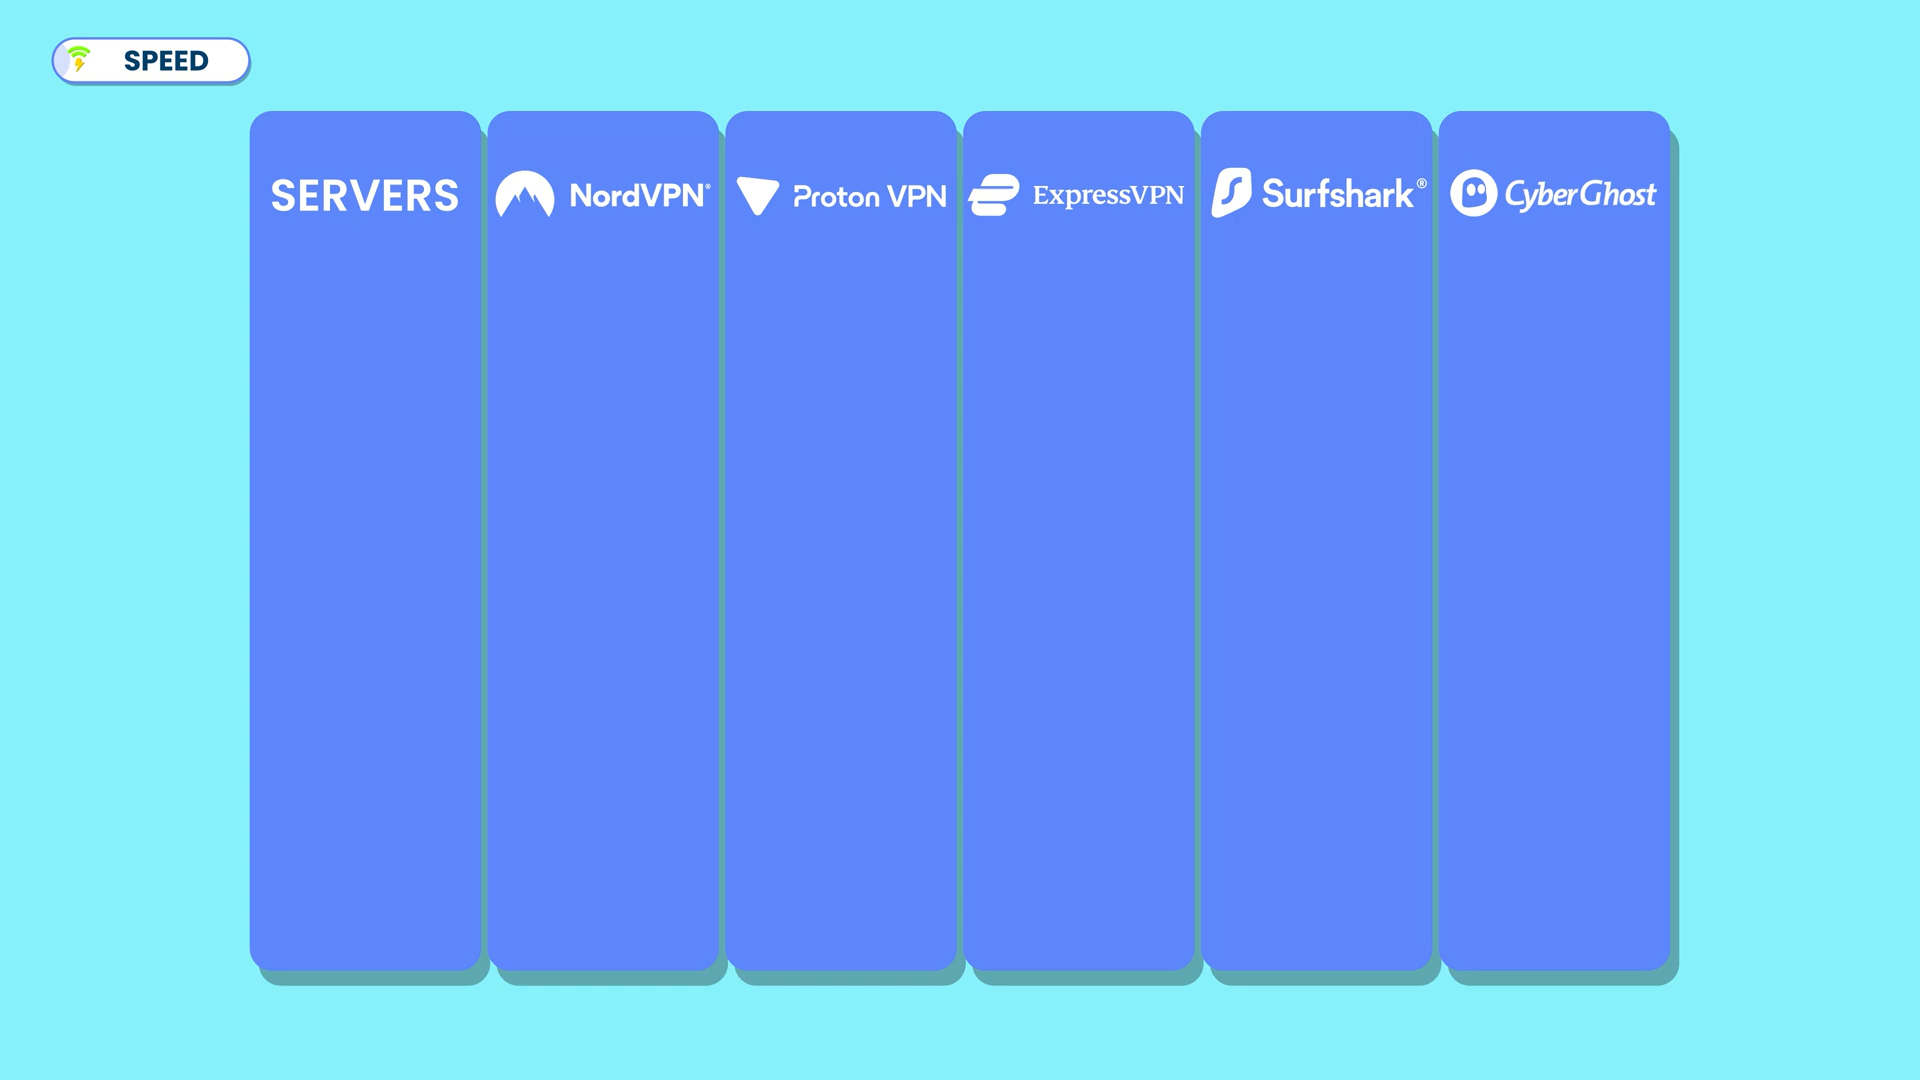 SPEED
SERVERS
NordVPN®
Proton VPN
ExpressVPN
Surfshark®
CyberGhost